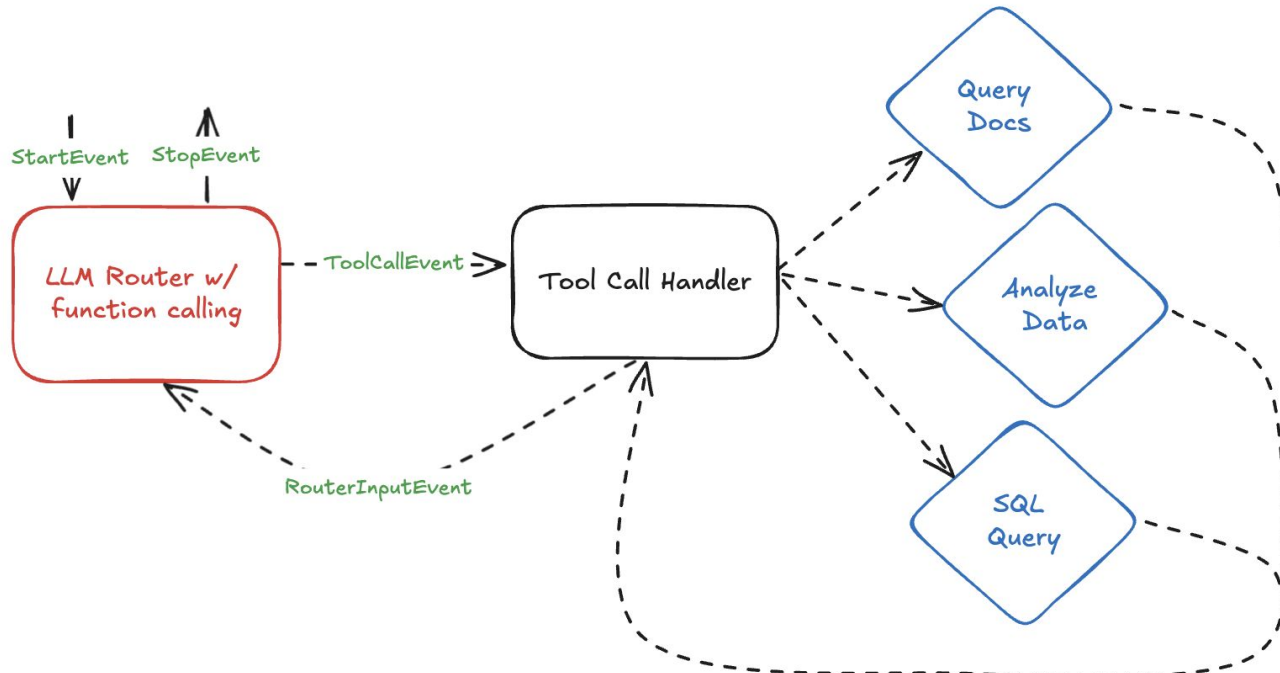 StartEvent
StopEvent
LLM Router w/
function calling
ToolCallEvent
Tool Call Handler
RouterInputEvent
Query
Docs
Analyze
Data
SQL
Query